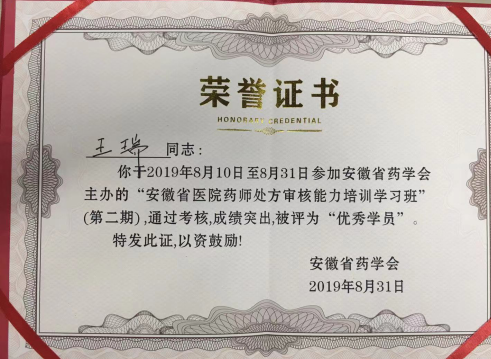 荣誉证书
HONORARY CREDENTIAL
王瑞 同志：
你于2019年8月10日至8月31日参加安徽省药学会
主办的“安徽省医院药师处方审核能力培训学习班”
（第二期），通过考核，成绩突出，被评为“优秀学员”。
特发此证，以资鼓励！
安徽省药学会
2019年8月31日